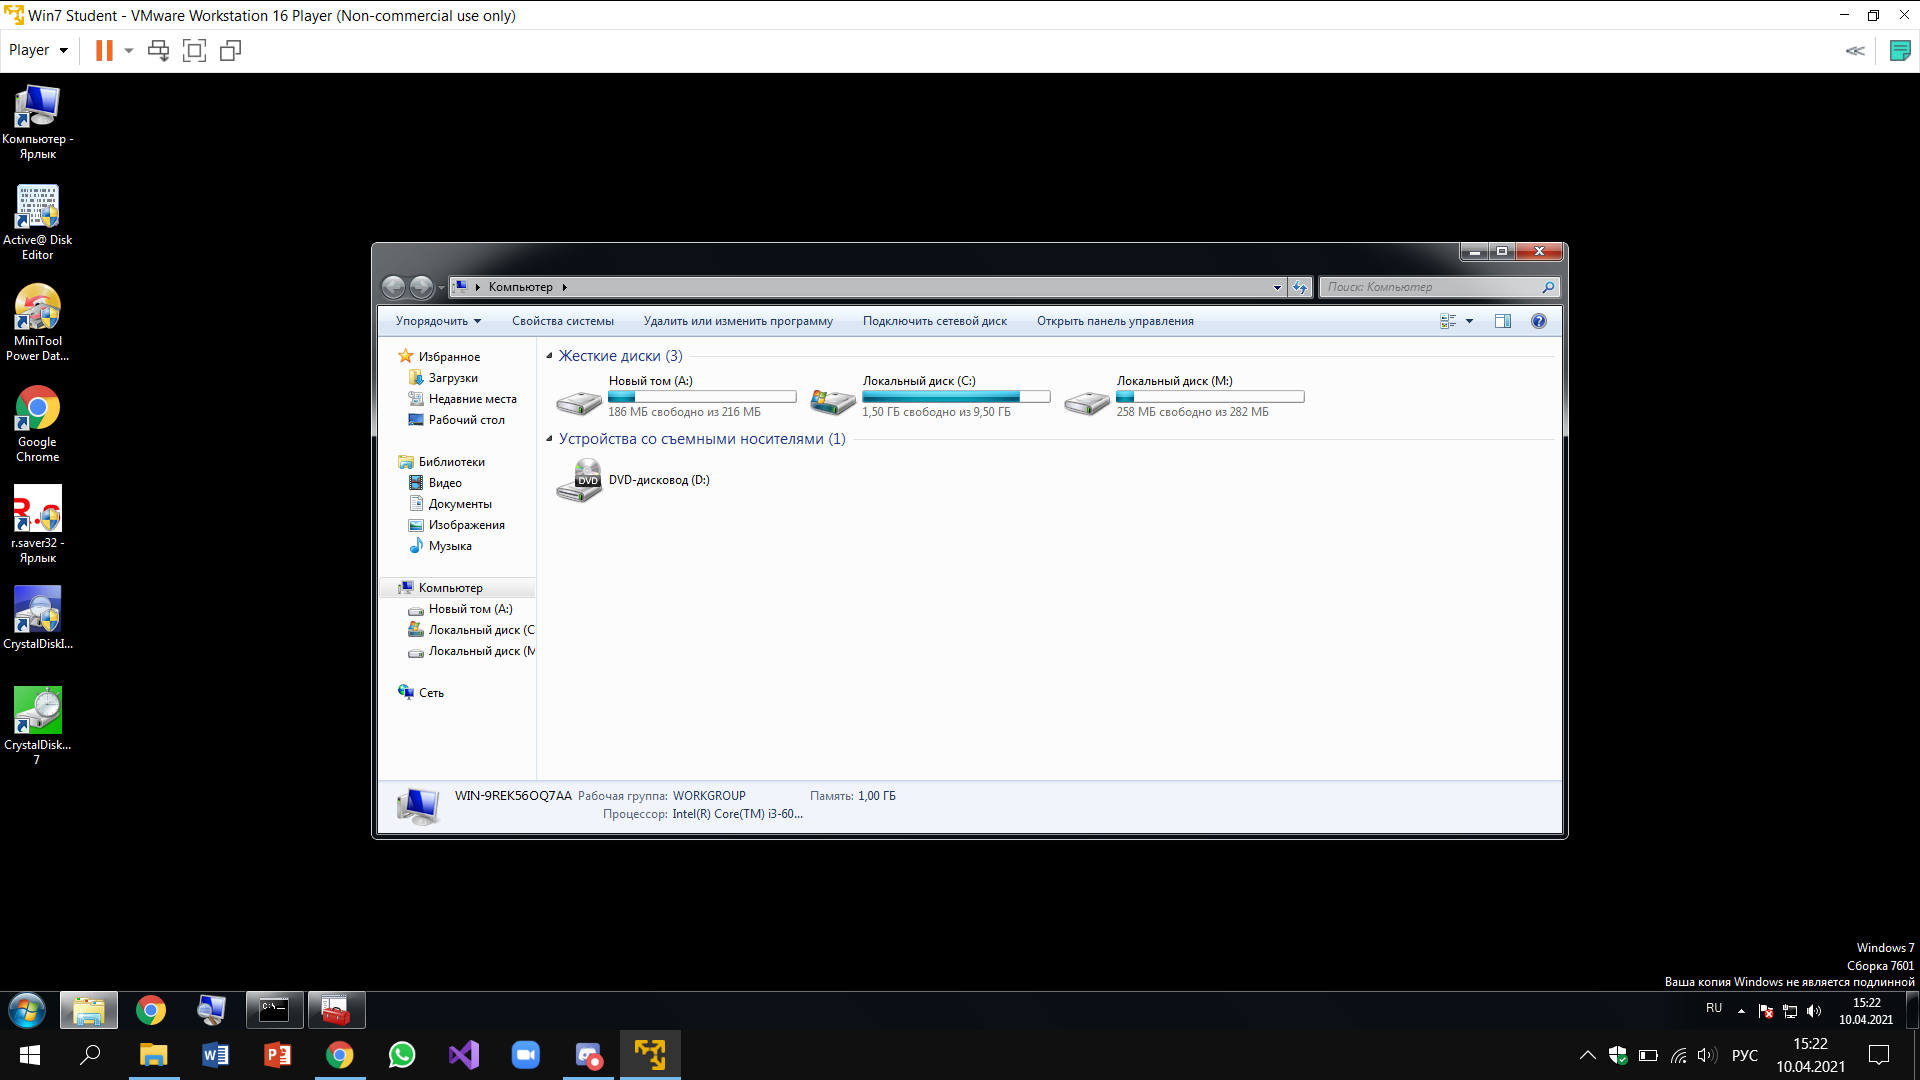 Win7 Student - VMware Workstation 16 Player (Non-commercial use only)
Player
Компьютер -
Ярлык
Active@ Disk
Editor
MiniTool
Power Dat...
Google
Chrome
R.s
r.saver32 -
Ярлык
CrystalDiskI...
CrystalDisk...
7
Компьютер
Поиск: Компьютер
Упорядочить
Свойства системы
Удалить или изменить программу
Подключить сетевой диск
Открыть панель управления
Избранное
Загрузки
Недавние места
Рабочий стол
Библиотеки
Видео
Документы
Изображения
Музыка
Компьютер
Новый том (A:)
Локальный диск (C
Локальный диск (M
Сеть
Жесткие диски (3)
Новый том (A:)
186 МБ свободно из 216 МБ
Локальный диск (C:)
1,50 ГБ свободно из 9,50 ГБ
Локальный диск (M:)
258 МБ свободно из 282 МБ
Устройства со съемными носителями (1)
DVD
DVD-дисковод (D:)
WIN-9REK56OQ7AA Рабочая группа: WORKGROUP Память: 1,00 ГБ
Процессор: Intel(R) Core(TM) i3-60...
Windows 7
Сборка 7601
Ваша копия Windows не является подлинной
C:\
RU
15:22
10.04.2021
РУС
15:22
10.04.2021